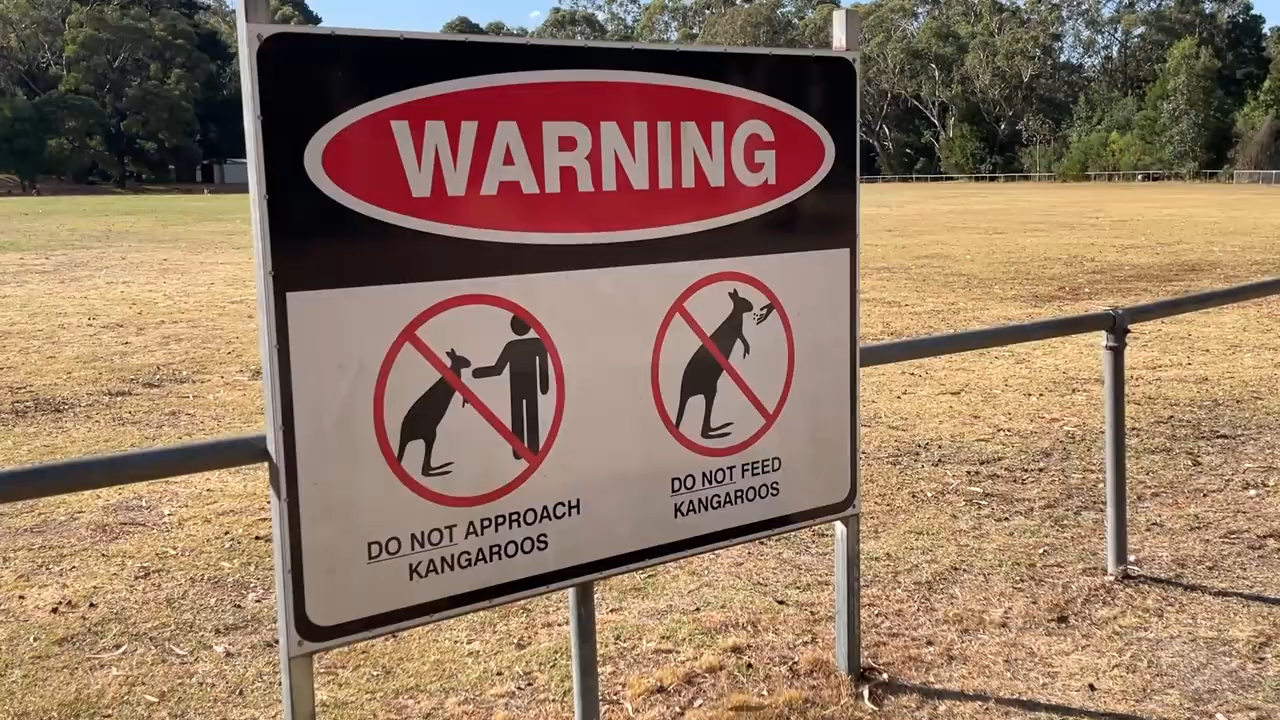 WARNING
DO NOT APPROACH
KANGAROOS
DO NOT FEED
KANGAROOS